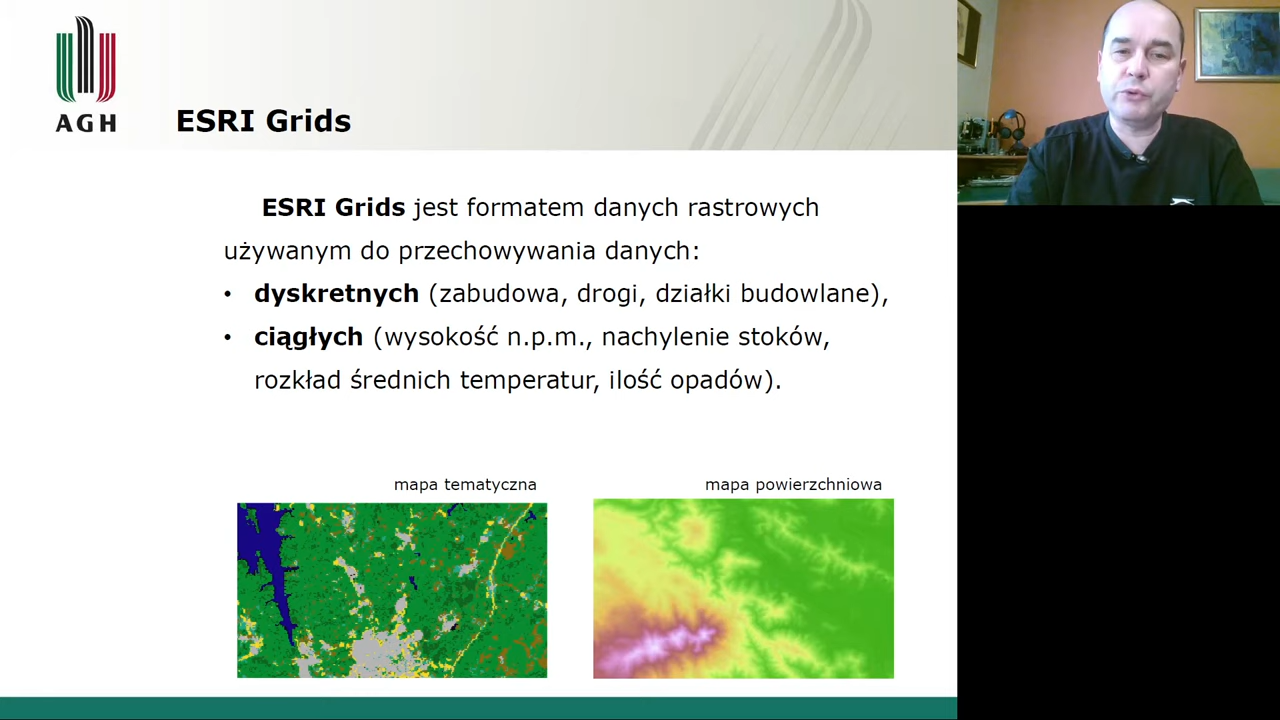 AGH
ESRI Grids
ESRI Grids jest formatem danych rastrowych
używanym do przechowywania danych:
• dyskretnych (zabudowa, drogi, działki budowlane),
• ciągłych (wysokość n.p.m., nachylenie stoków,
rozkład średnich temperatur, ilość opadów).
mapa tematyczna
mapa powierzchniowa